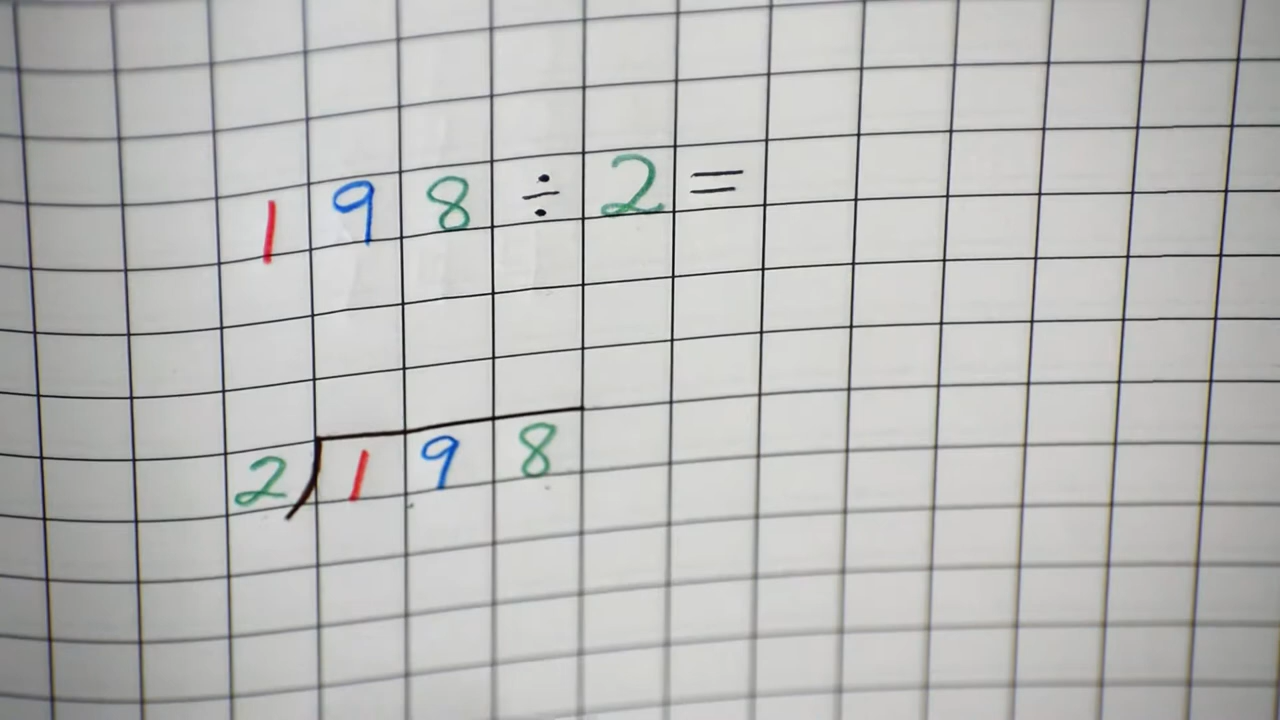 198 ÷ 2 =
2)198